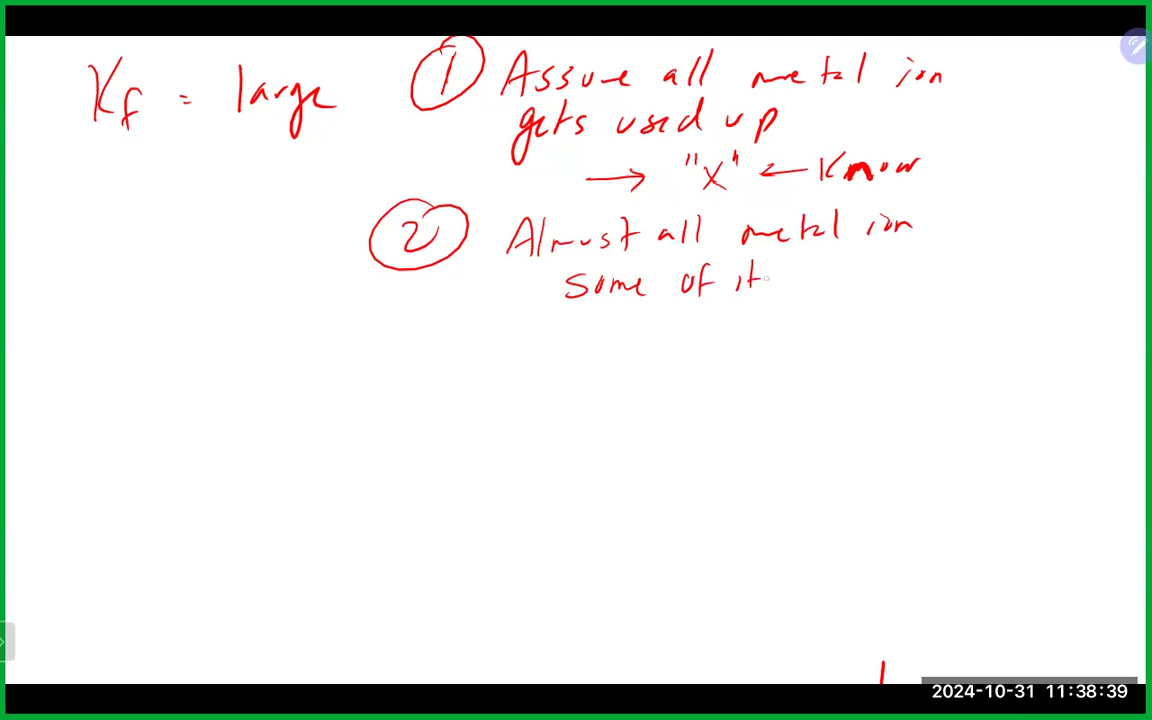 Kf = large
① Assume all metal ion
gets used up
→ "X" ← Know
② Almost all metal ion
some of it
2024-10-31 11:38:39